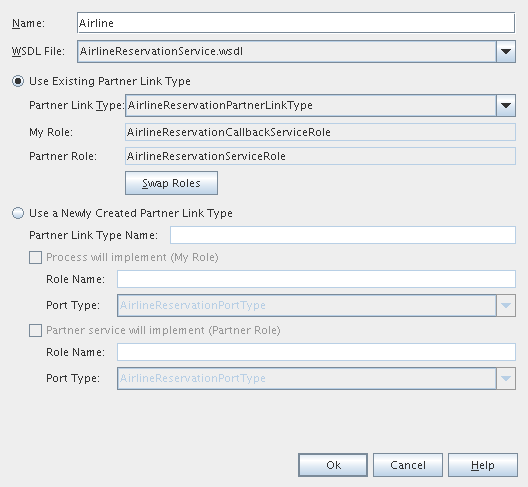 Name: Airline
WSDL File: AirlineReservationService.wsdl
Use Existing Partner Link Type
Partner Link Type: AirlineReservationPartnerLinkType
My Role: AirlineReservationCallbackServiceRole
Partner Role: AirlineReservationServiceRole
Swap Roles
Use a Newly Created Partner Link Type
Partner Link Type Name:
Process will implement (My Role)
Role Name:
Port Type: AirlineReservationPortType
Partner service will implement (Partner Role)
Role Name:
Port Type: AirlineReservationPortType
Ok Cancel Help